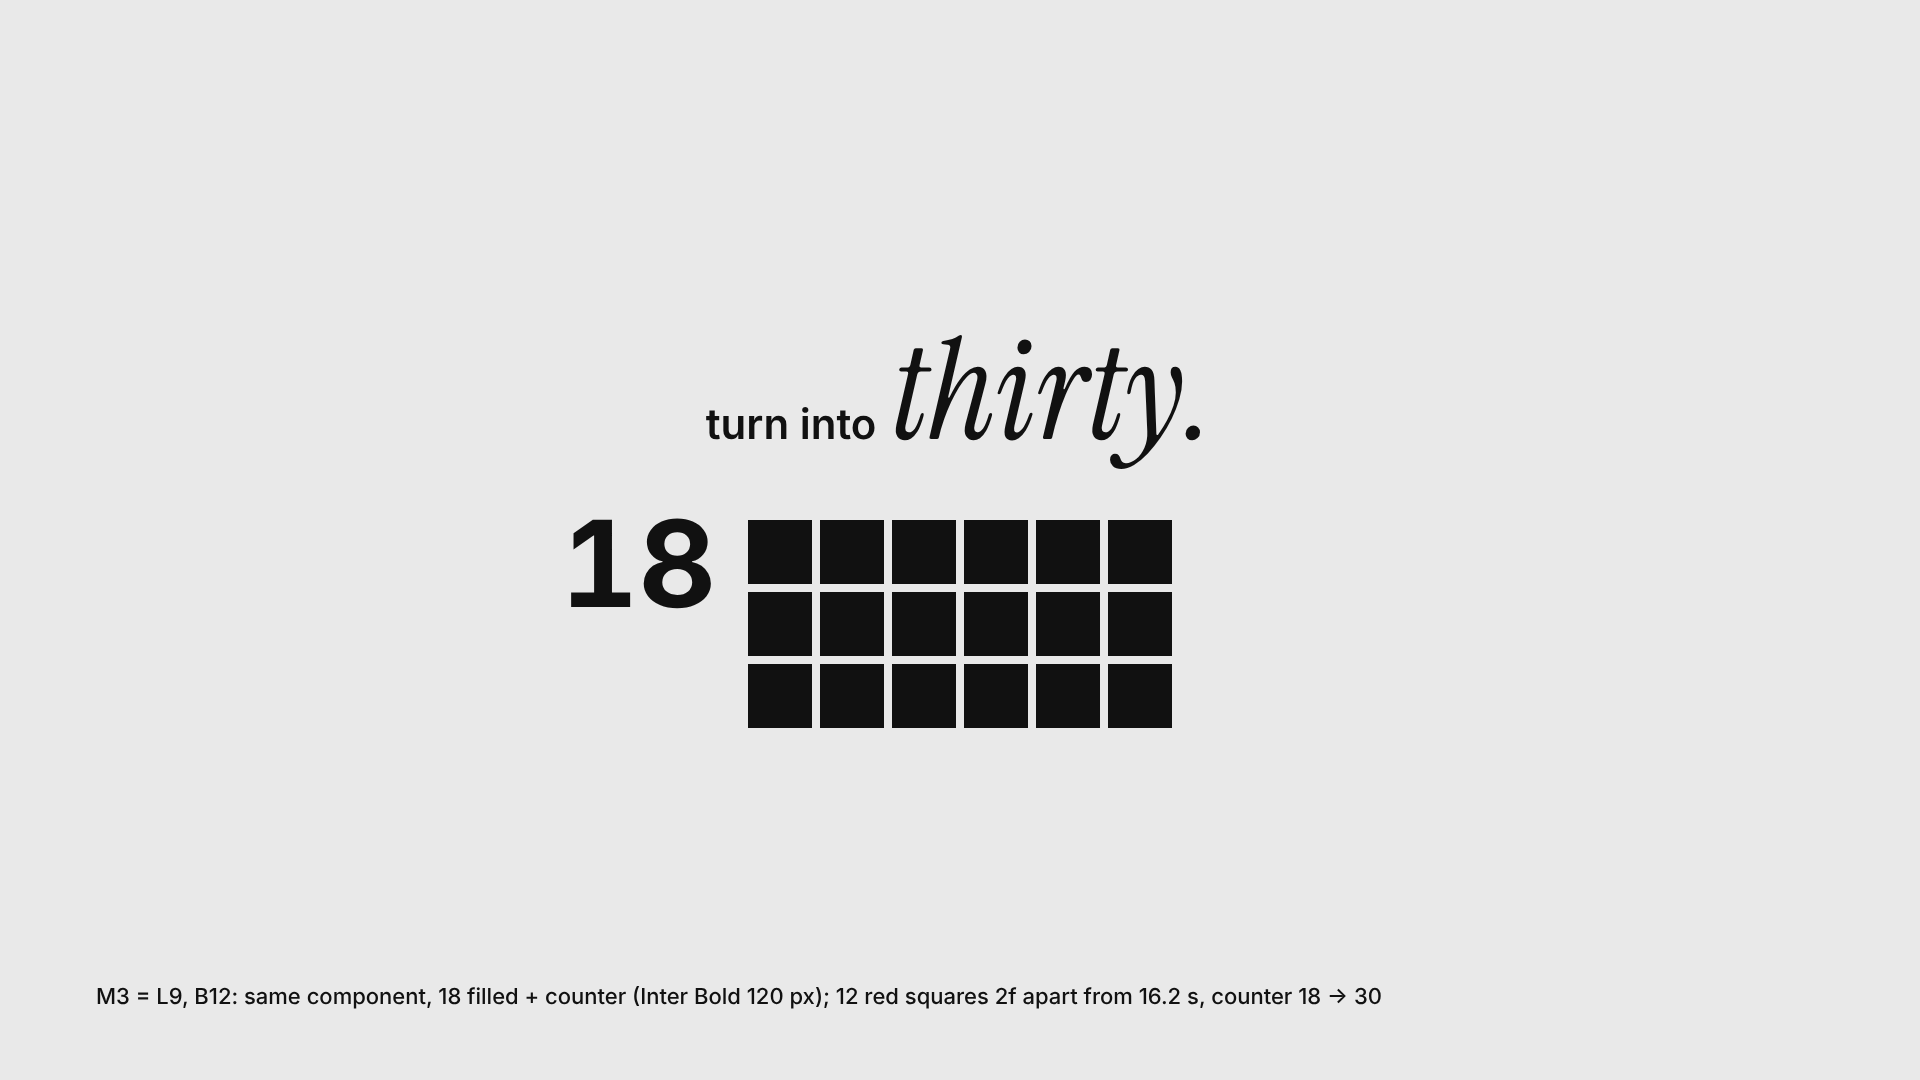 turn into thirty.
18
M3 = L9, B12: same component, 18 filled + counter (Inter Bold 120 px); 12 red squares 2f apart from 16.2 s, counter 18 → 30